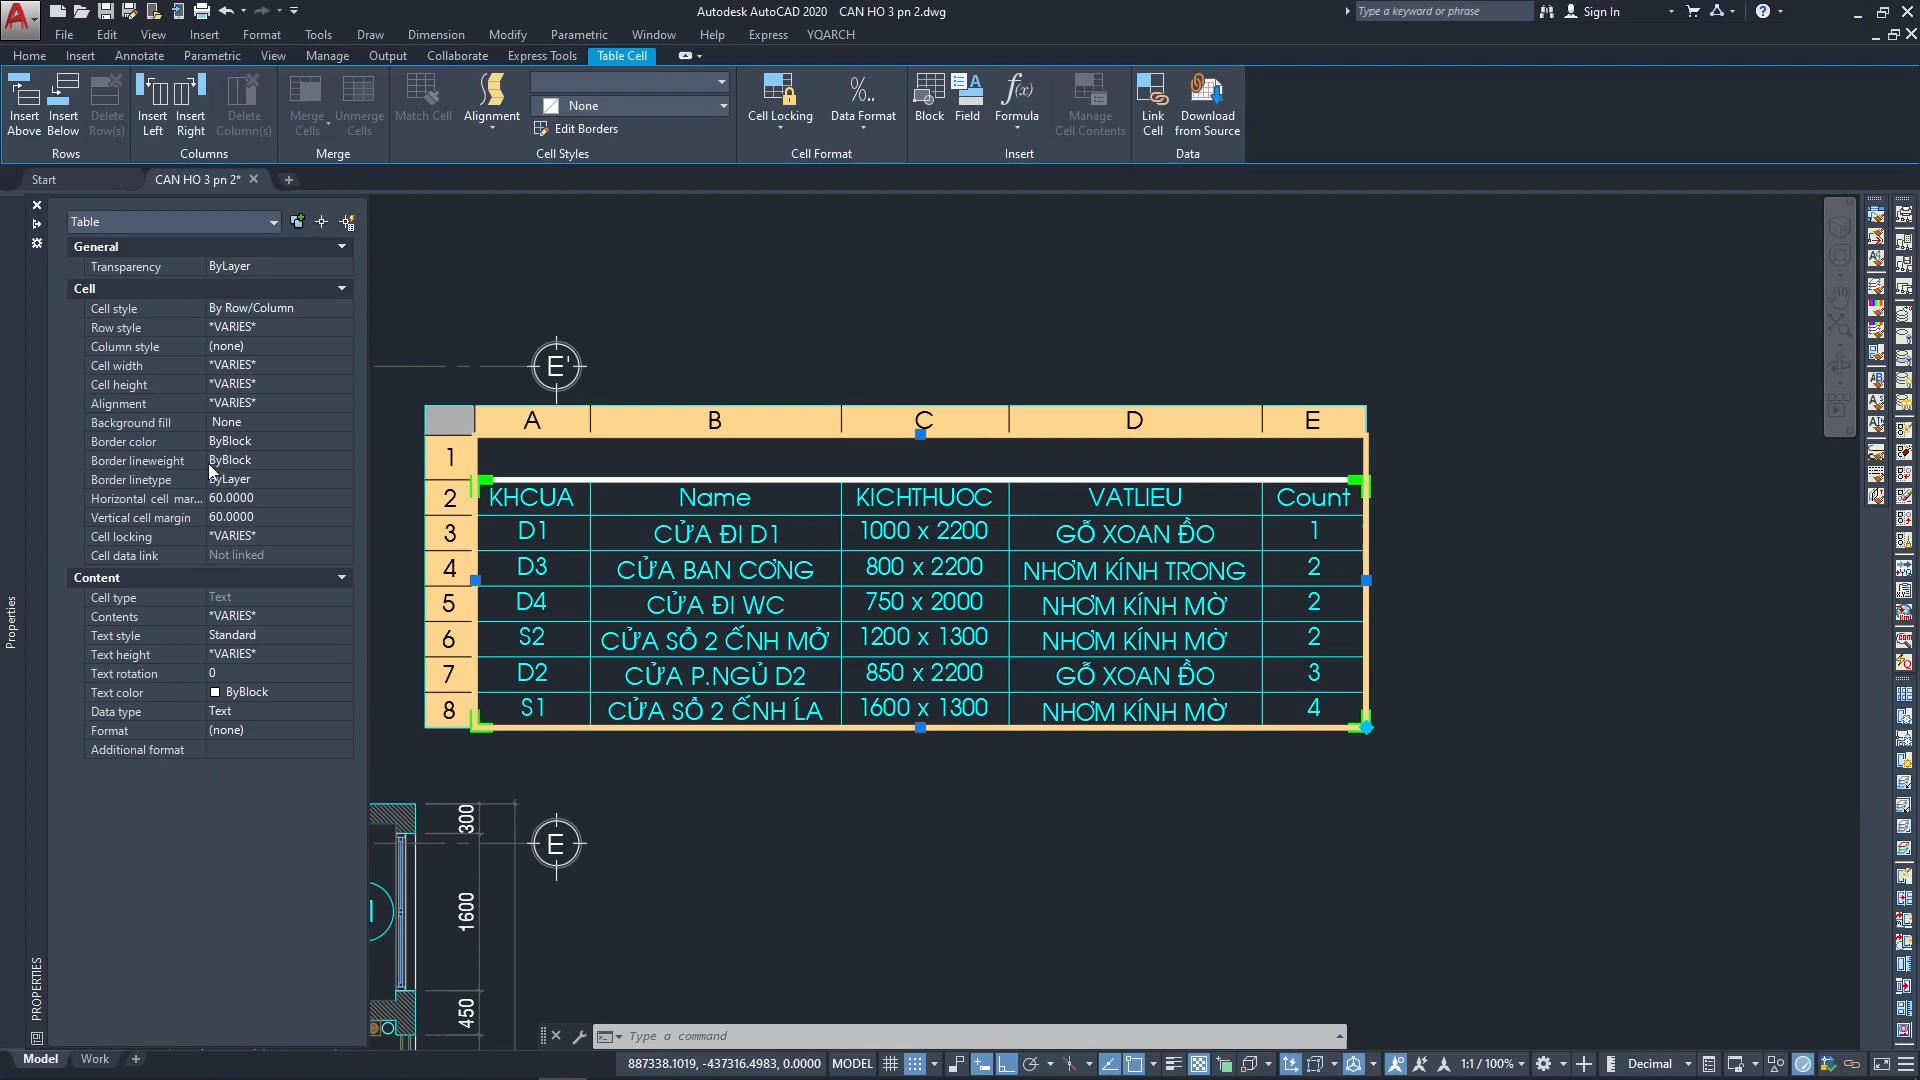 Autodesk AutoCAD 2020 CAN HO 3 pn 2.dwg
Type a keyword or phrase
Sign In
File Edit View Insert Format Tools Draw Dimension Modify Parametric Window Help Express YQARCH
Home Insert Annotate Parametric View Manage Output Collaborate Express Tools Table Cell
Insert Above
Insert Below
Delete Row(s)
Rows
Insert Left
Insert Right
Delete Column(s)
Columns
Merge Cells
Unmerge Cells
Merge
Match Cell
Alignment
None
Edit Borders
Cell Styles
Cell Locking
%..
Data Format
Cell Format
Block
Field
f(x)
Formula
Manage Cell Contents
Insert
Link Cell
Download from Source
Data
Start
CAN HO 3 pn 2*
Table
General
Transparency ByLayer
Cell
Cell style By Row/Column
Row style *VARIES*
Column style (none)
Cell width *VARIES*
Cell height *VARIES*
Alignment *VARIES*
Background fill None
Border color ByBlock
Border lineweight ByBlock
Border linetype ByLayer
Horizontal cell mar... 60.0000
Vertical cell margin 60.0000
Cell locking *VARIES*
Cell data link Not linked
Content
Cell type Text
Contents *VARIES*
Text style Standard
Text height *VARIES*
Text rotation 0
Text color ByBlock
Data type Text
Format (none)
Additional format
Properties
PROPERTIES
E'
A B C D E
1
2 KHCUA Name KICHTHUOC VATLIEU Count
3 D1 CỬA ĐI D1 1000 x 2200 GỖ XOAN ĐỒ 1
4 D3 CỬA BAN CƠNG 800 x 2200 NHƠM KÍNH TRONG 2
5 D4 CỬA ĐI WC 750 x 2000 NHƠM KÍNH MỜ 2
6 S2 CỬA SỔ 2 ỄNH MỞ 1200 x 1300 NHƠM KÍNH MỜ 2
7 D2 CỬA P.NGỦ D2 850 x 2200 GỖ XOAN ĐỒ 3
8 S1 CỬA SỔ 2 ỄNH ĹA 1600 x 1300 NHƠM KÍNH MỜ 4
300
E
1600
450
Type a command
Model Work
887338.1019, -437316.4983, 0.0000 MODEL 1:1 / 100% Decimal